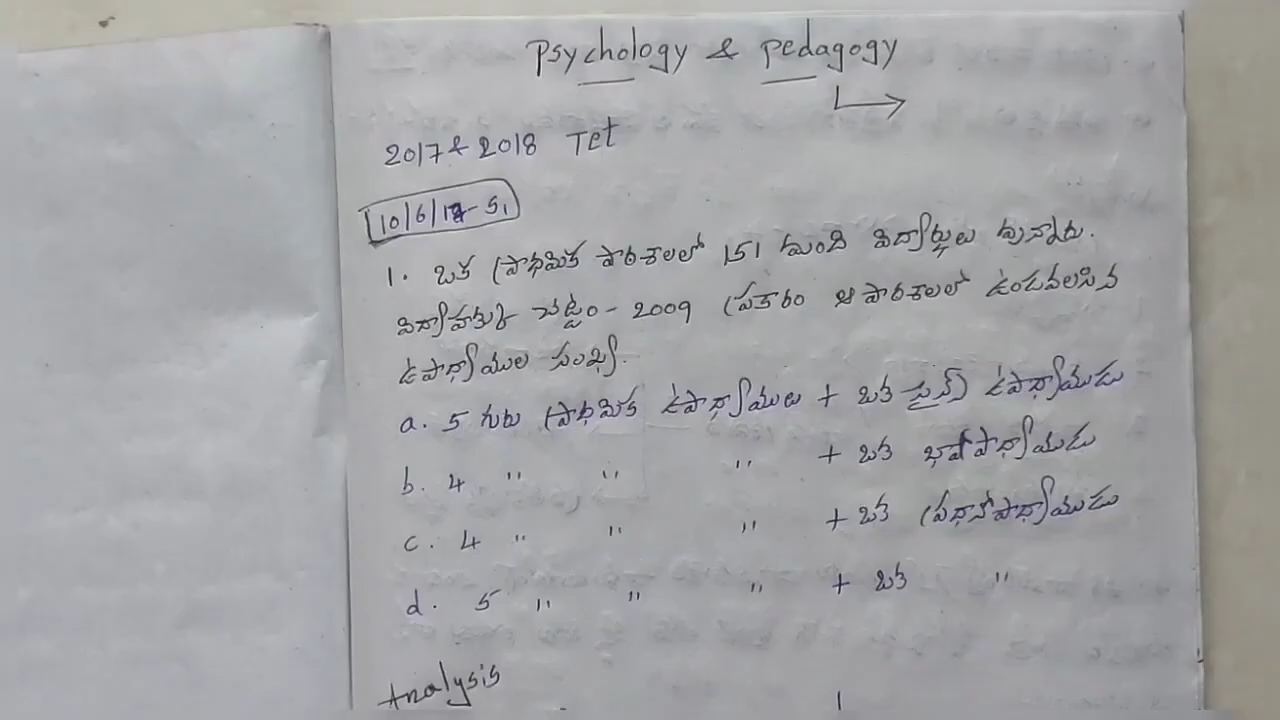 Psychology & pedagogy
2017 & 2018 Tet
10/6/18 - S1
1. ఒక ప్రాథమిక పాఠశాలలో 151 మంది విద్యార్థులు వున్నారు.
విద్యాహక్కు చట్టం - 2009 ప్రకారం ఆ పాఠశాలలో ఉండవలసిన
ఉపాధ్యాయుల సంఖ్య.
a. 5 గురు ప్రాథమిక ఉపాధ్యాయులు + ఒక సైన్స్ ఉపాధ్యాయుడు
b. 4 " " " + ఒక భాషోపాధ్యాయుడు
c. 4 " " " + ఒక ప్రధానోపాధ్యాయుడు
d. 5 " " " + ఒక "
Analysis